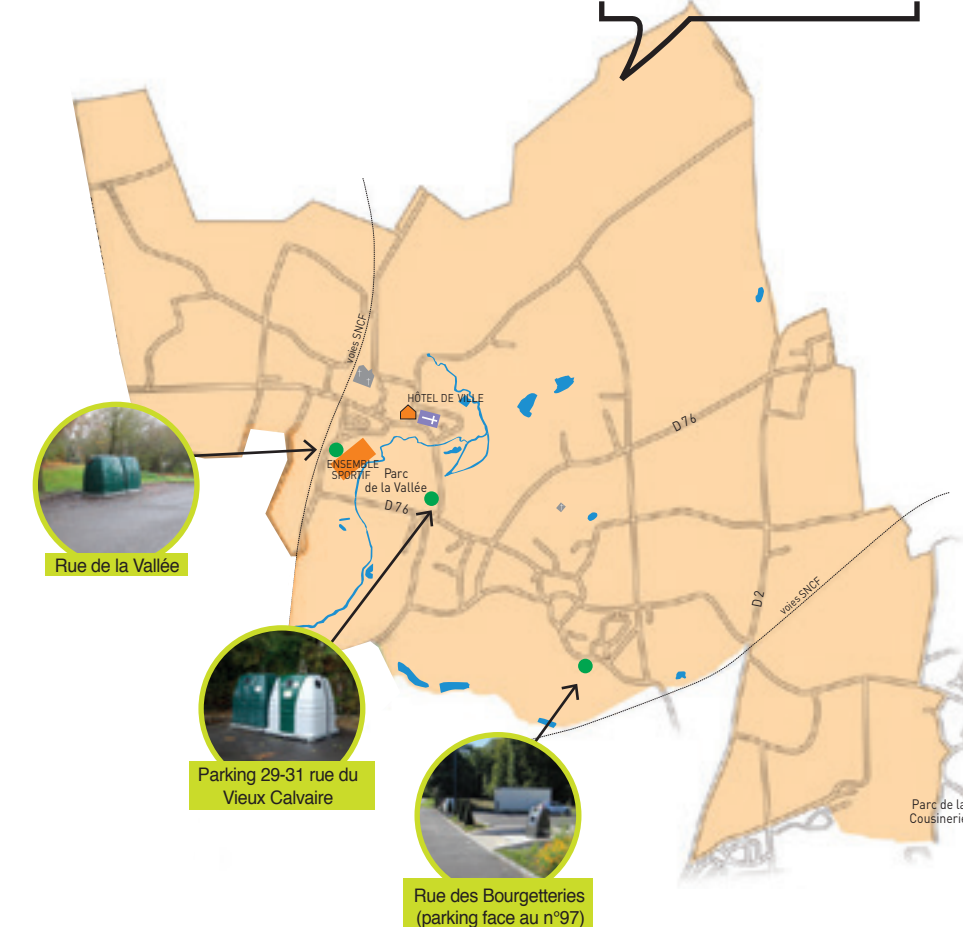 voies SNCF
HÔTEL DE VILLE
D76
ENSEMBLE
SPORTIF
Parc
de la Vallée
D76
Rue de la Vallée
D2
voies SNCF
Parking 29-31 rue du
Vieux Calvaire
Parc de la
Cousinerie
Rue des Bourgetteries
(parking face au n°97)